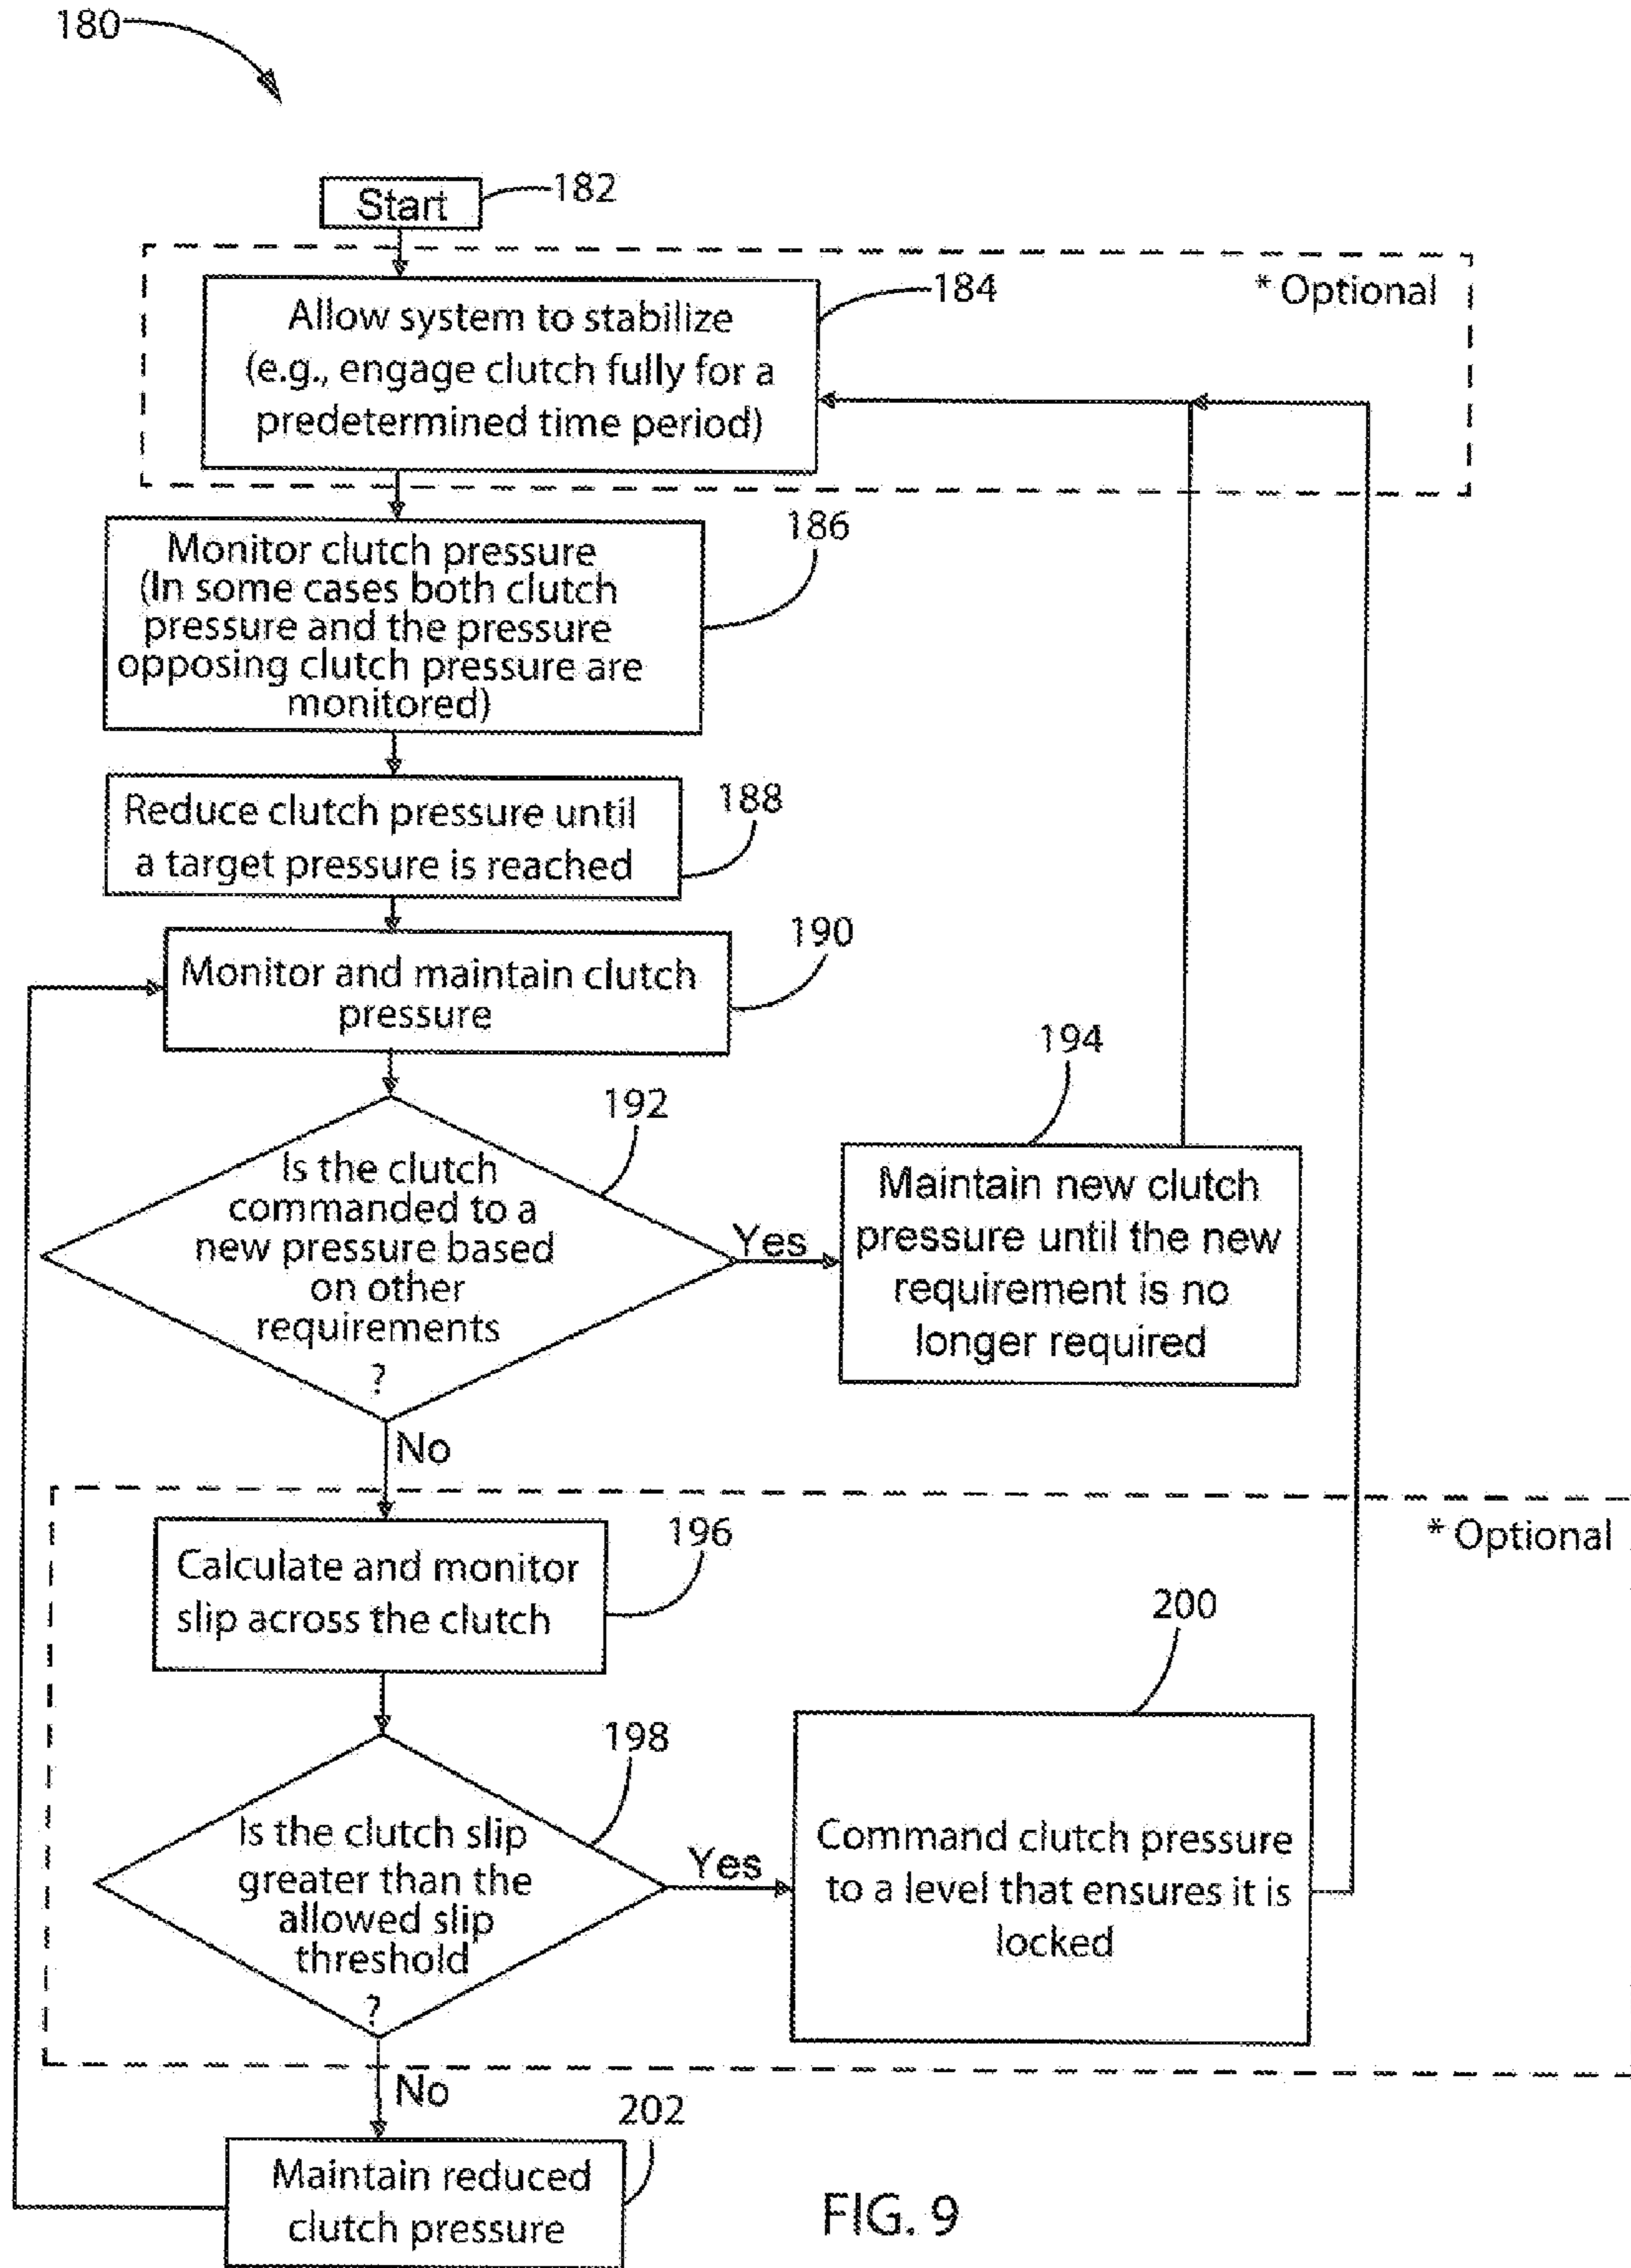 180
Start
182
184
* Optional
Allow system to stabilize
(e.g., engage clutch fully for a
predetermined time period)
186
Monitor clutch pressure
(In some cases both clutch
pressure and the pressure
opposing clutch pressure are
monitored)
188
Reduce clutch pressure until
a target pressure is reached
190
Monitor and maintain clutch
pressure
192
Is the clutch
commanded to a
new pressure based
on other
requirements
?
Yes
194
Maintain new clutch
pressure until the new
requirement is no
longer required
No
* Optional
196
Calculate and monitor
slip across the clutch
198
Is the clutch slip
greater than the
allowed slip
threshold
?
Yes
200
Command clutch pressure
to a level that ensures it is
locked
No
202
Maintain reduced
clutch pressure
FIG. 9